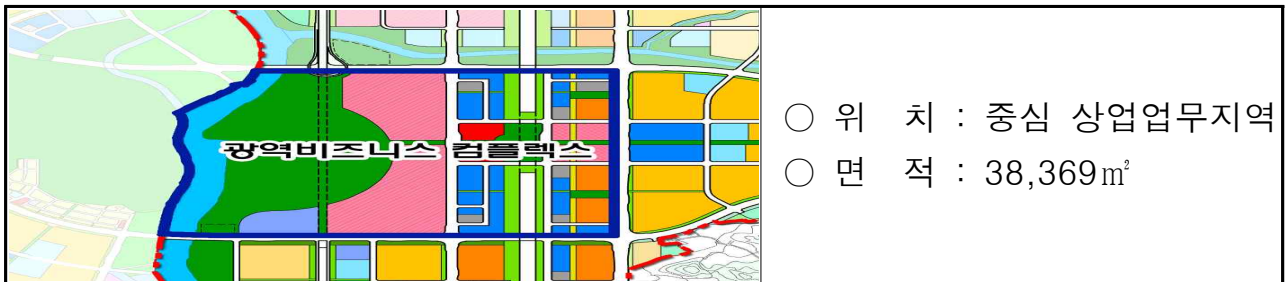 광역비즈니스 컴플렉스
○ 위 치 : 중심 상업업무지역
○ 면 적 : 38,369㎡